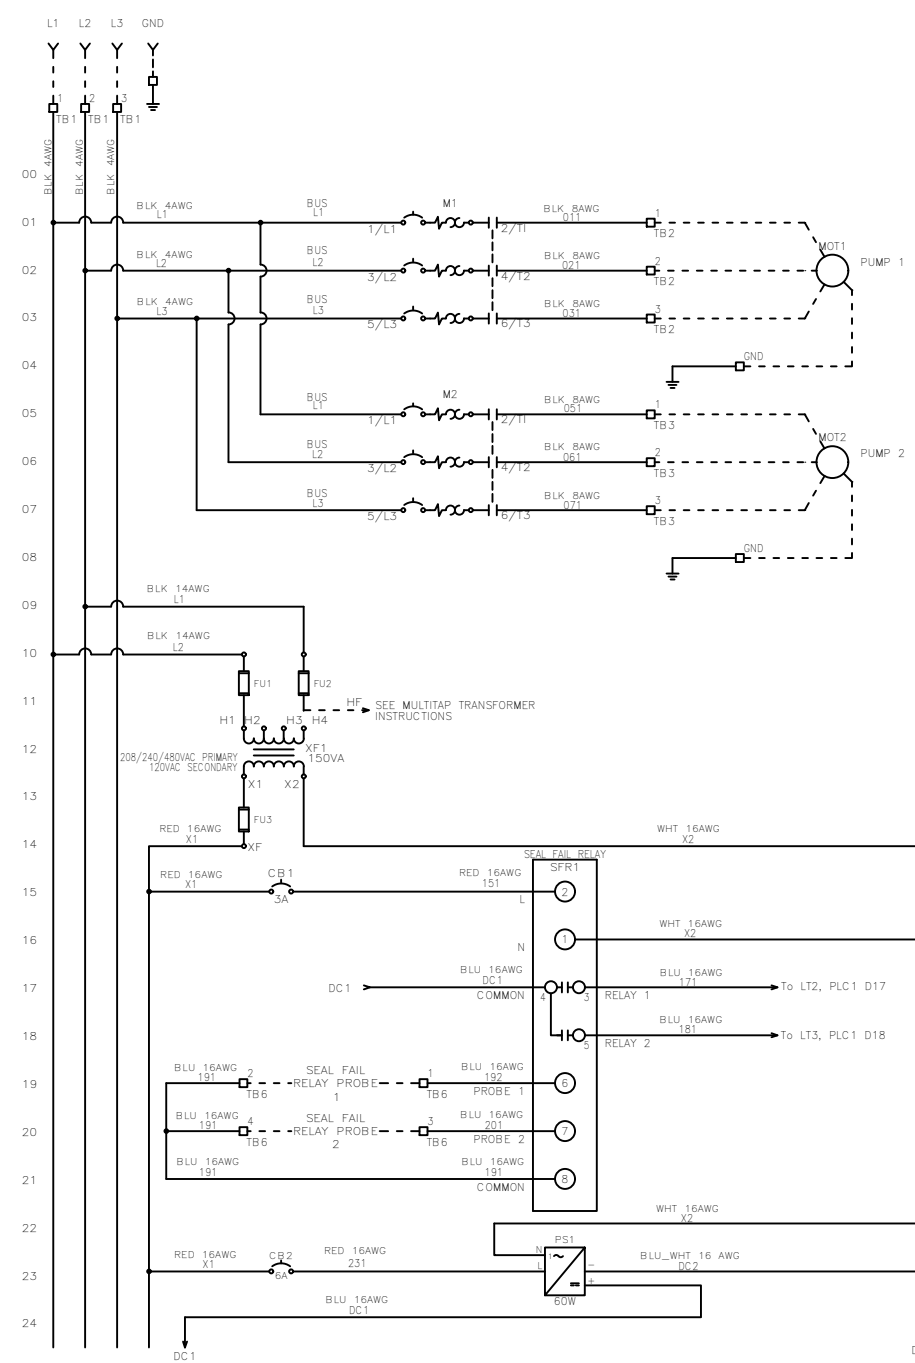 L1 L2 L3 GND
1 2 3
TB1 TB1 TB1
BLK 4AWG BLK 4AWG BLK 4AWG
00
BLK 4AWG BUS M1 BLK 8AWG
01 L1 L1 011 1
1/L1 2/T1 TB2
MOT1
BLK 4AWG BUS BLK 8AWG
02 L2 L2 021 2 PUMP 1
3/L2 4/T2 TB2
BLK 4AWG BUS BLK 8AWG
03 L3 L3 031 3
5/L3 6/T3 TB2
04 GND
BUS M2 BLK 8AWG
05 L1 051 1
1/L1 2/T1 TB3
MOT2
BUS BLK 8AWG
06 L2 061 2 PUMP 2
3/L2 4/T2 TB3
BUS BLK 8AWG
07 L3 071 3
5/L3 6/T3 TB3
08 GND
BLK 14AWG
09 L1
BLK 14AWG
10 L2
FU1 FU2
11 HF SEE MULTITAP TRANSFORMER
INSTRUCTIONS
H1 H2 H3 H4
12 XF1
208/240/480VAC PRIMARY 150VA
120VAC SECONDARY
X1 X2
13
FU3
RED 16AWG WHT 16AWG
14 X1 XF X2
SEAL FAIL RELAY
SFR1
RED 16AWG CB1 RED 16AWG
15 X1 151 2
3A L
WHT 16AWG
16 X2
N 1
BLU 16AWG BLU 16AWG
17 DC1 DC1 171 To LT2, PLC1 D17
COMMON 4 3 RELAY 1
BLU 16AWG
18 181 To LT3, PLC1 D18
5 RELAY 2
BLU 16AWG SEAL FAIL BLU 16AWG
19 191 2 RELAY PROBE 1 192 6
TB6 1 TB6 PROBE 1
BLU 16AWG SEAL FAIL BLU 16AWG
20 191 4 RELAY PROBE 3 201 7
TB6 2 TB6 PROBE 2
BLU 16AWG BLU 16AWG
21 191 191 8
COMMON
WHT 16AWG
22 X2
PS1
RED 16AWG CB2 RED 16AWG N 1 BLU_WHT 16 AWG
23 X1 231 L - DC2
6A +
BLU 16AWG 60W
24 DC1
DC1